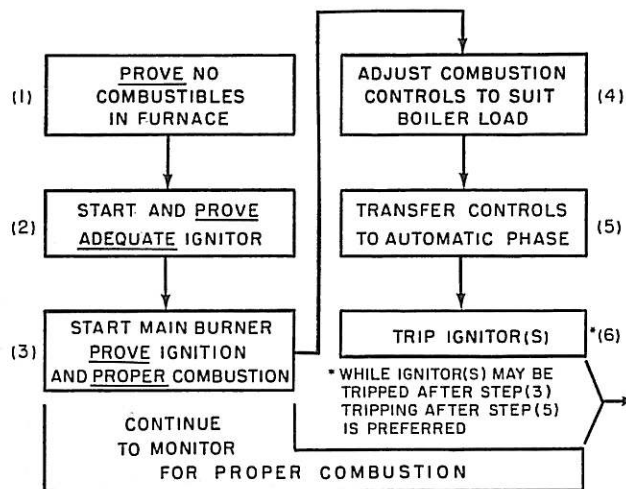 (1)
PROVE NO
COMBUSTIBLES
IN FURNACE
(2)
START AND PROVE
ADEQUATE IGNITOR
(3)
START MAIN BURNER
PROVE IGNITION
AND PROPER COMBUSTION
CONTINUE
TO MONITOR
FOR PROPER COMBUSTION
ADJUST COMBUSTION
CONTROLS TO SUIT
BOILER LOAD
(4)
TRANSFER CONTROLS
TO AUTOMATIC PHASE
(5)
TRIP IGNITOR(S)
*(6)
* WHILE IGNITOR(S) MAY BE
TRIPPED AFTER STEP(3)
TRIPPING AFTER STEP(5)
IS PREFERRED